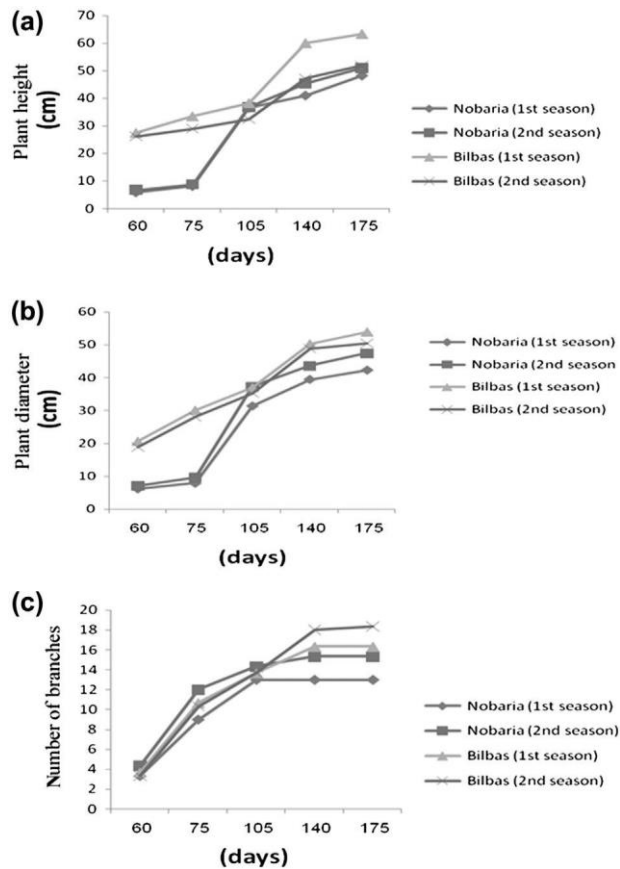 (a)
Plant height
(cm)
70
60
50
40
30
20
10
0
60 75 105 140 175
(days)
Nobaria (1st season)
Nobaria (2nd season)
Bilbas (1st season)
Bilbas (2nd season)
(b)
Plant diameter
(cm)
60
50
40
30
20
10
0
60 75 105 140 175
(days)
Nobaria (1st season)
Nobaria (2nd season
Bilbas (1st season)
Bilbas (2nd season)
(c)
Number of branches
20
18
16
14
12
10
8
6
4
2
0
60 75 105 140 175
(days)
Nobaria (1st season)
Nobaria (2nd season)
Bilbas (1st season)
Bilbas (2nd season)